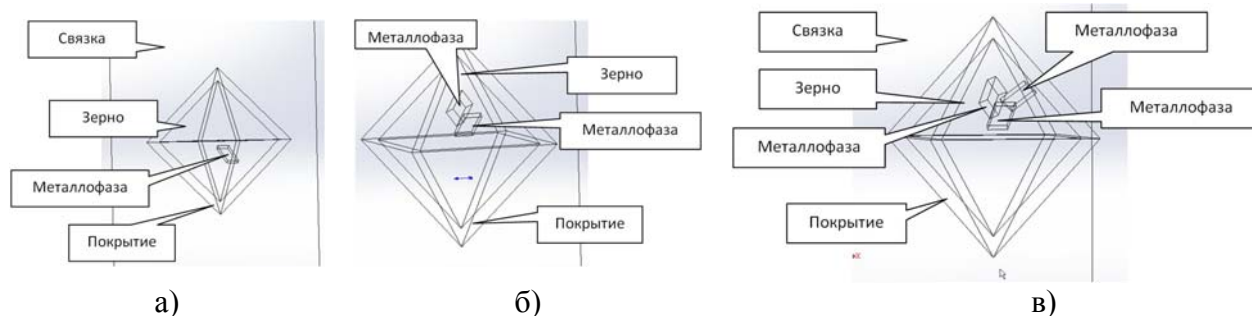 Связка
Зерно
Металлофаза
Покрытие
а)
Металлофаза
Зерно
Металлофаза
Покрытие
б)
Связка
Металлофаза
Зерно
Металлофаза
Металлофаза
Покрытие
X
в)